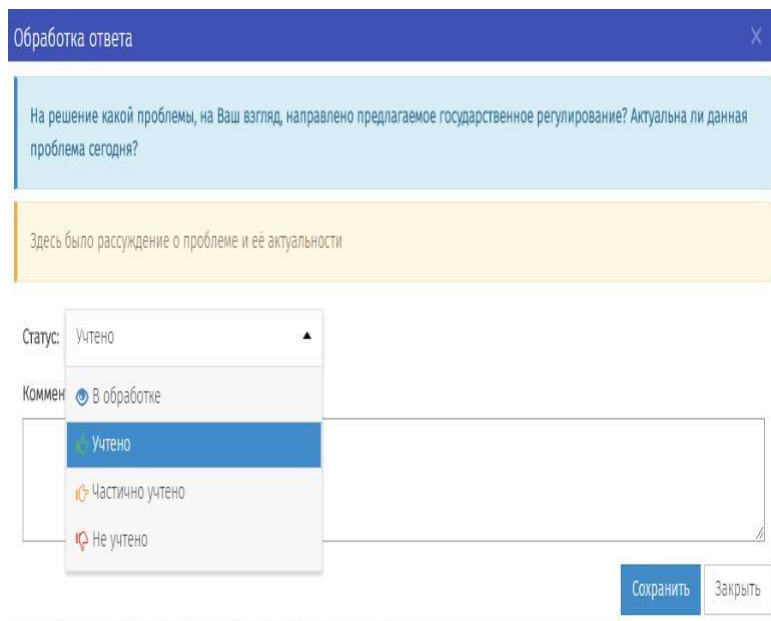 Обработка ответа
На решение какой проблемы, на Ваш взгляд, направлено предлагаемое государственное регулирование? Актуальна ли данная
проблема сегодня?
Здесь было рассуждение о проблеме и её актуальности
Статус: Учтено
Коммен
В обработке
Учтено
Частично учтено
Не учтено
Сохранить Закрыть